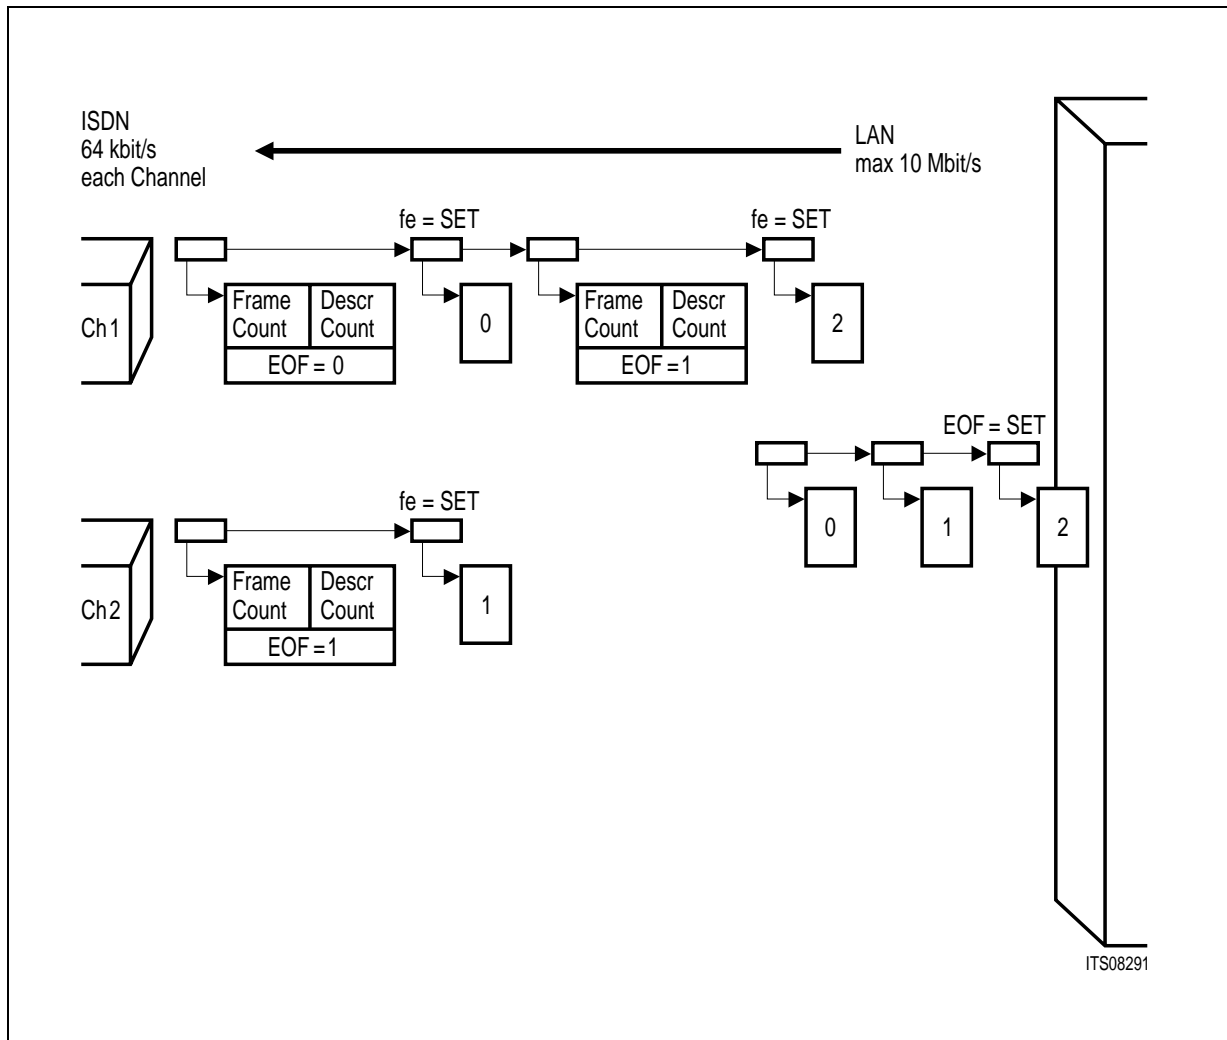 ISDN
64 kbit/s
each Channel
LAN
max 10 Mbit/s
fe = SET
fe = SET
Ch1
Frame Count
Descr Count
EOF = 0
0
Frame Count
Descr Count
EOF =1
2
EOF = SET
0
1
2
fe = SET
Ch2
Frame Count
Descr Count
EOF =1
1
ITS08291